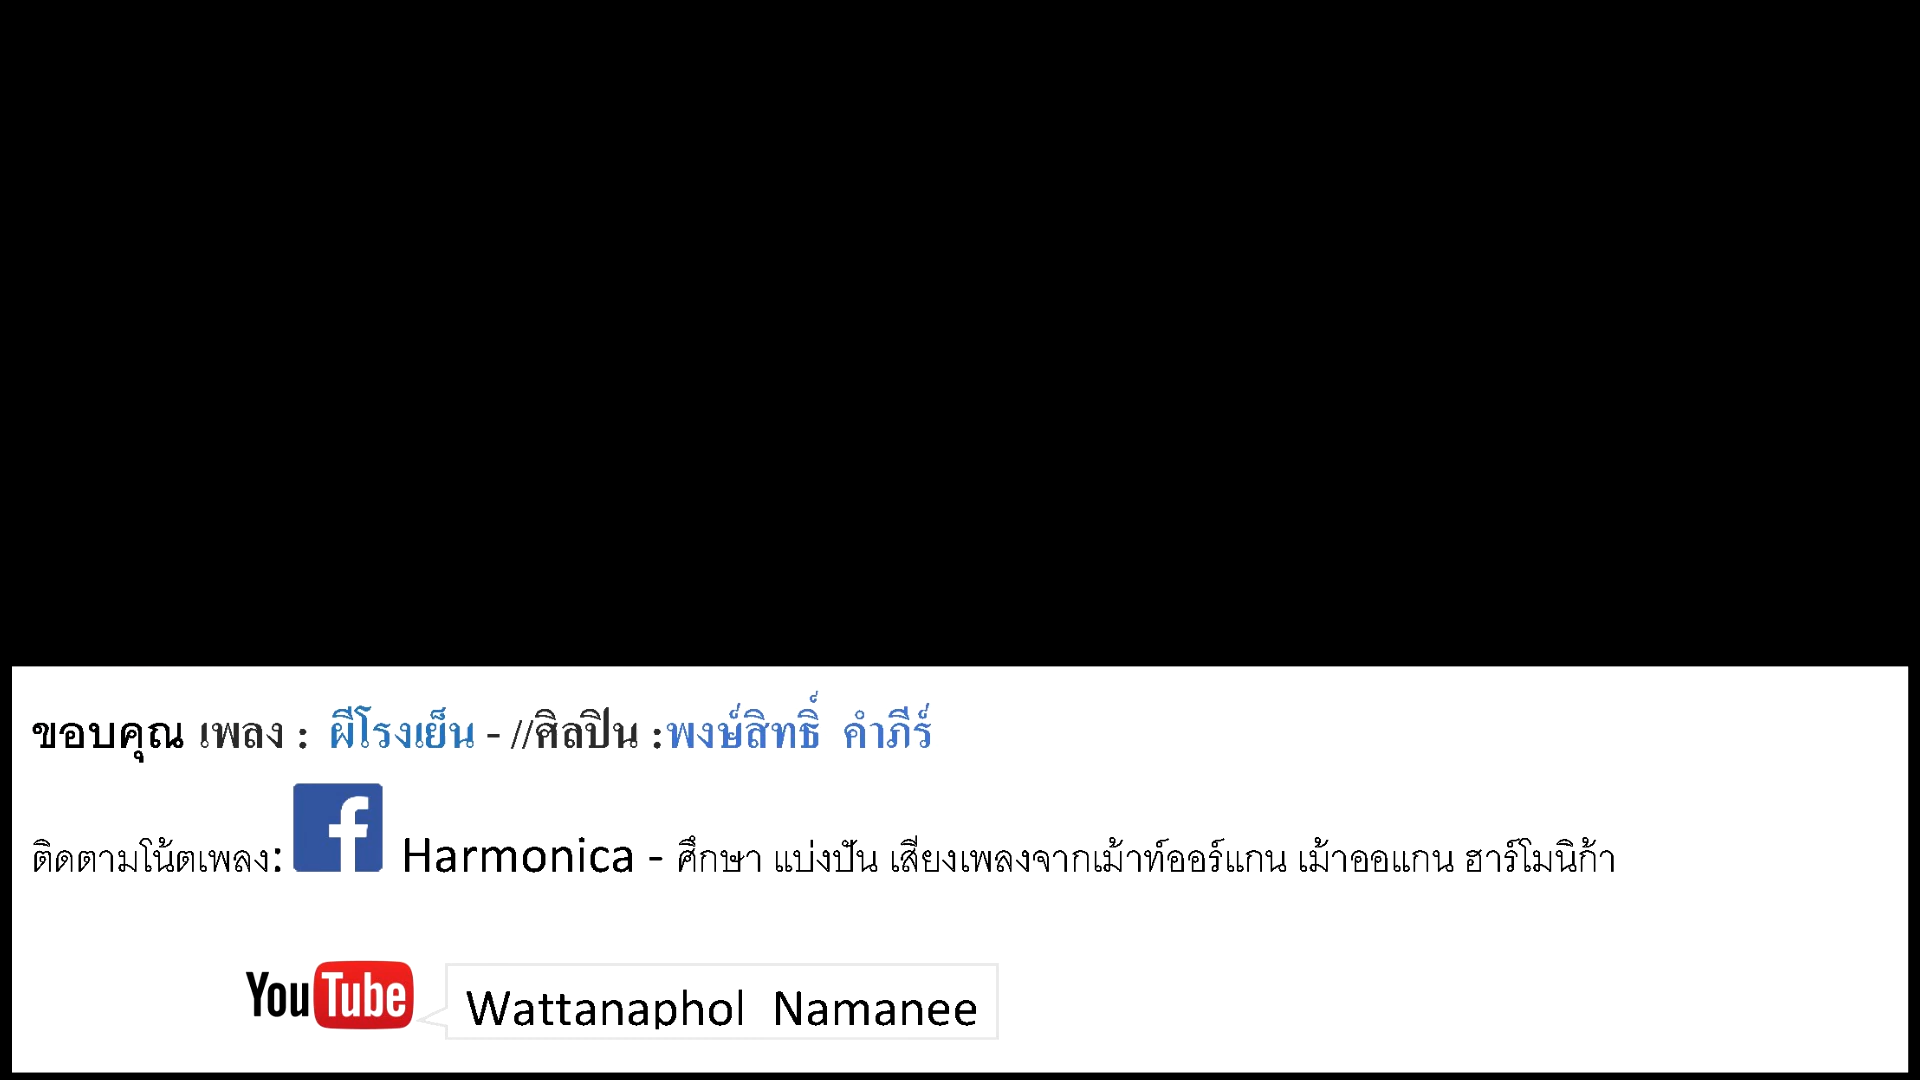 ขอบคุณ เพลง : ผีโรงเย็น - //ศิลปิน :พงษ์สิทธิ์ คำภีร์
ติดตามโน้ตเพลง: f Harmonica - ศึกษา แบ่งปัน เสียงเพลงจากเม้าท์ออร์แกน เม้าออแกน ฮาร์โมนิก้า
YouTube Wattanaphol Namanee